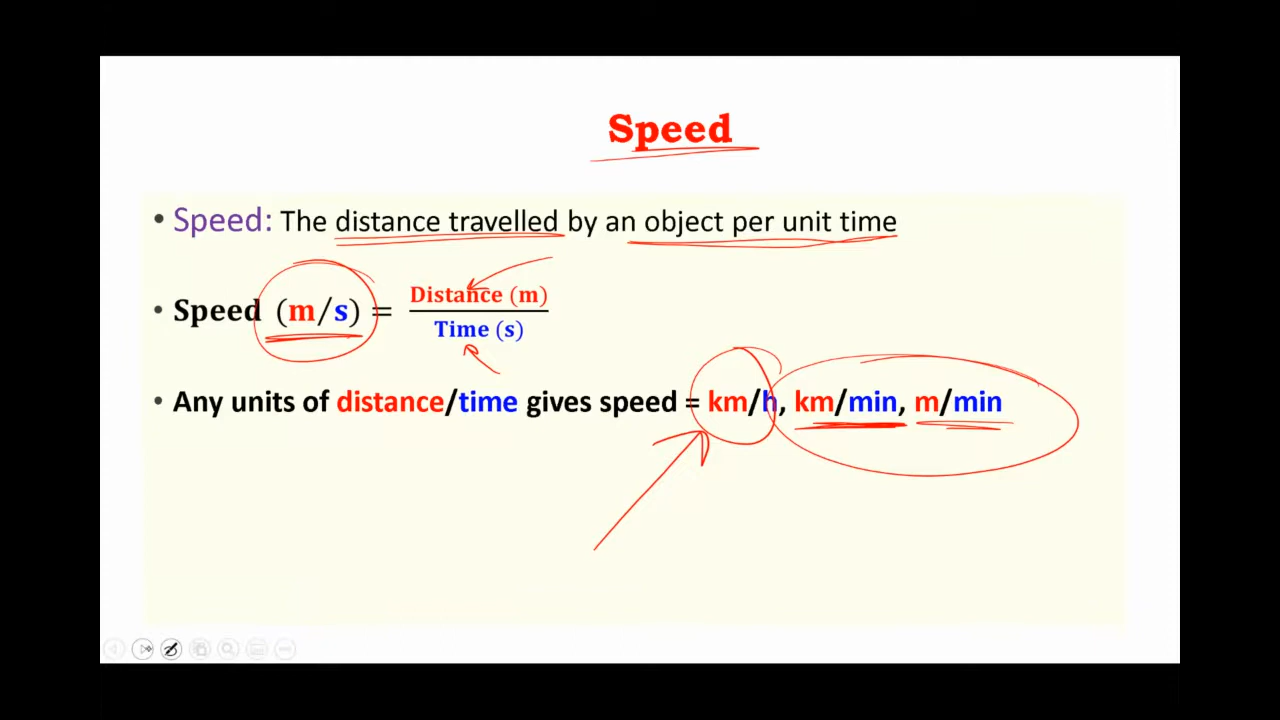 Speed
• Speed: The distance travelled by an object per unit time
• Speed (m/s) = Distance (m)
Time (s)
• Any units of distance/time gives speed = km/h, km/min, m/min